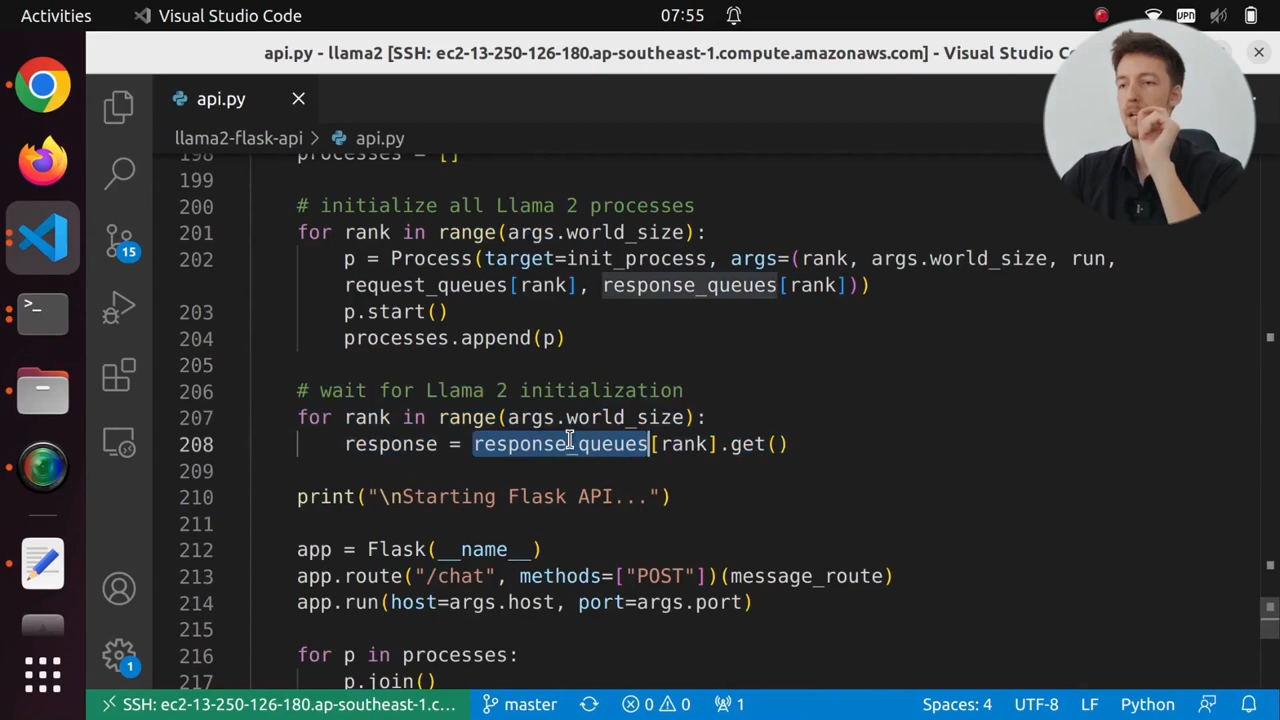 Activities
Visual Studio Code
07:55
VPN
api.py - llama2 [SSH: ec2-13-250-126-180.ap-southeast-1.compute.amazonaws.com] - Visual Studio Co
api.py
llama2-flask-api > api.py
198 processes = []
199
200 # initialize all Llama 2 processes
201 for rank in range(args.world_size):
202 p = Process(target=init_process, args=(rank, args.world_size, run,
request_queues[rank], response_queues[rank]))
203 p.start()
204 processes.append(p)
205
206 # wait for Llama 2 initialization
207 for rank in range(args.world_size):
208 response = response_queues[rank].get()
209
210 print("\nStarting Flask API...")
211
212 app = Flask(__name__)
213 app.route("/chat", methods=["POST"])(message_route)
214 app.run(host=args.host, port=args.port)
215
216 for p in processes:
217 p.join()
15
1
SSH: ec2-13-250-126-180.ap-southeast-1.c...
master
0
0
1
Spaces: 4
UTF-8
LF
Python